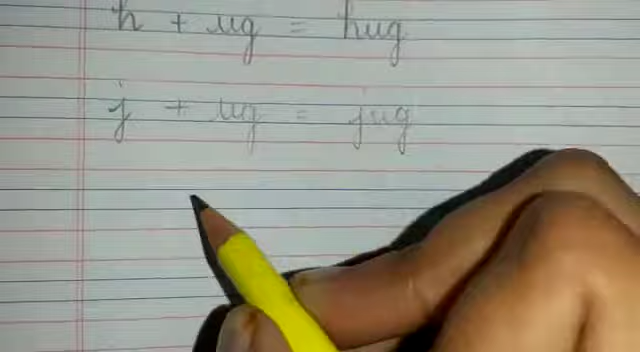 h + ug = hug
j + ug = jug